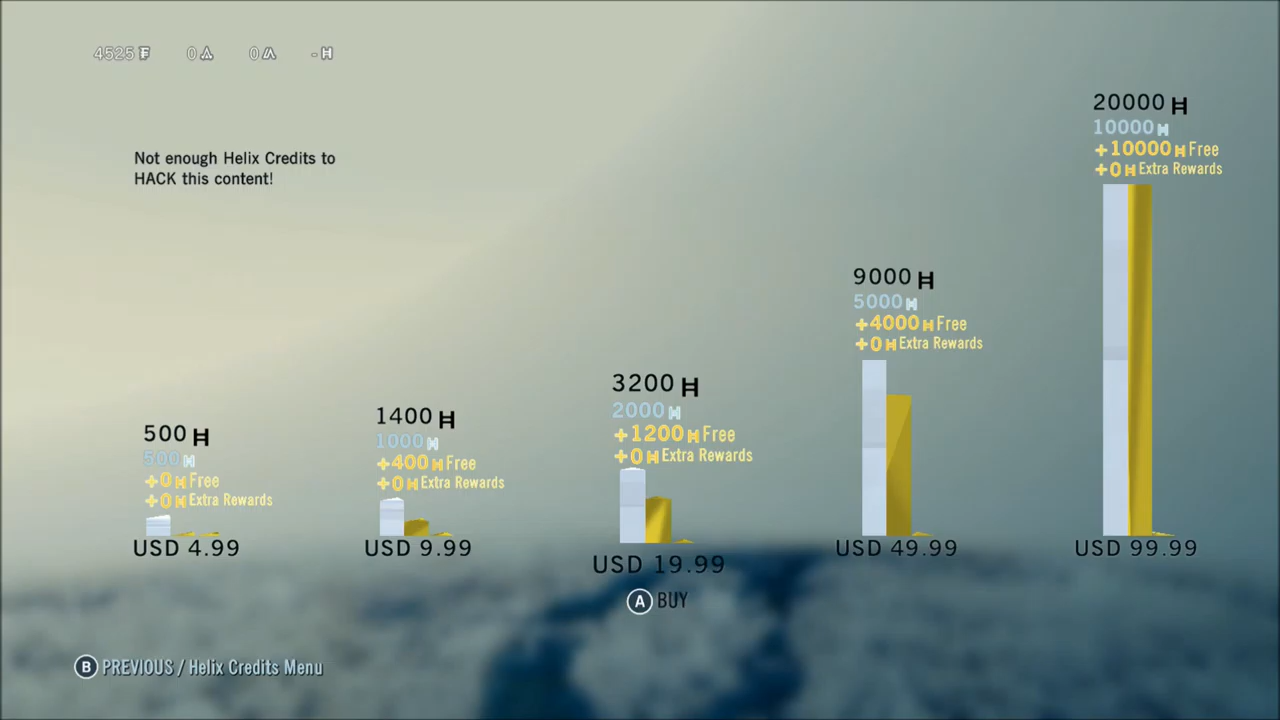 4525 F 0 0 - H
Not enough Helix Credits to
HACK this content!
500 H
500 H
+0 H Free
+0 H Extra Rewards
USD 4.99
1400 H
1000 H
+400 H Free
+0 H Extra Rewards
USD 9.99
3200 H
2000 H
+1200 H Free
+0 H Extra Rewards
USD 19.99
9000 H
5000 H
+4000 H Free
+0 H Extra Rewards
USD 49.99
20000 H
10000 H
+10000 H Free
+0 H Extra Rewards
USD 99.99
A BUY
B PREVIOUS / Helix Credits Menu